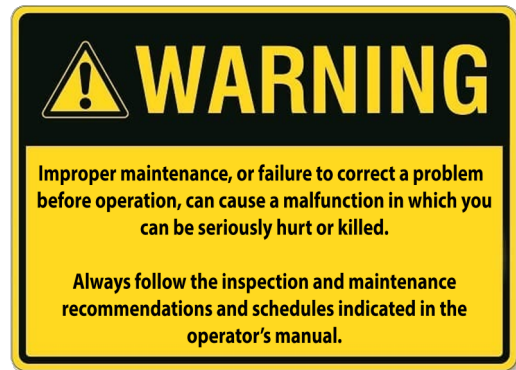 WARNING
Improper maintenance, or failure to correct a problem
before operation, can cause a malfunction in which you
can be seriously hurt or killed.
Always follow the inspection and maintenance
recommendations and schedules indicated in the
operator’s manual.